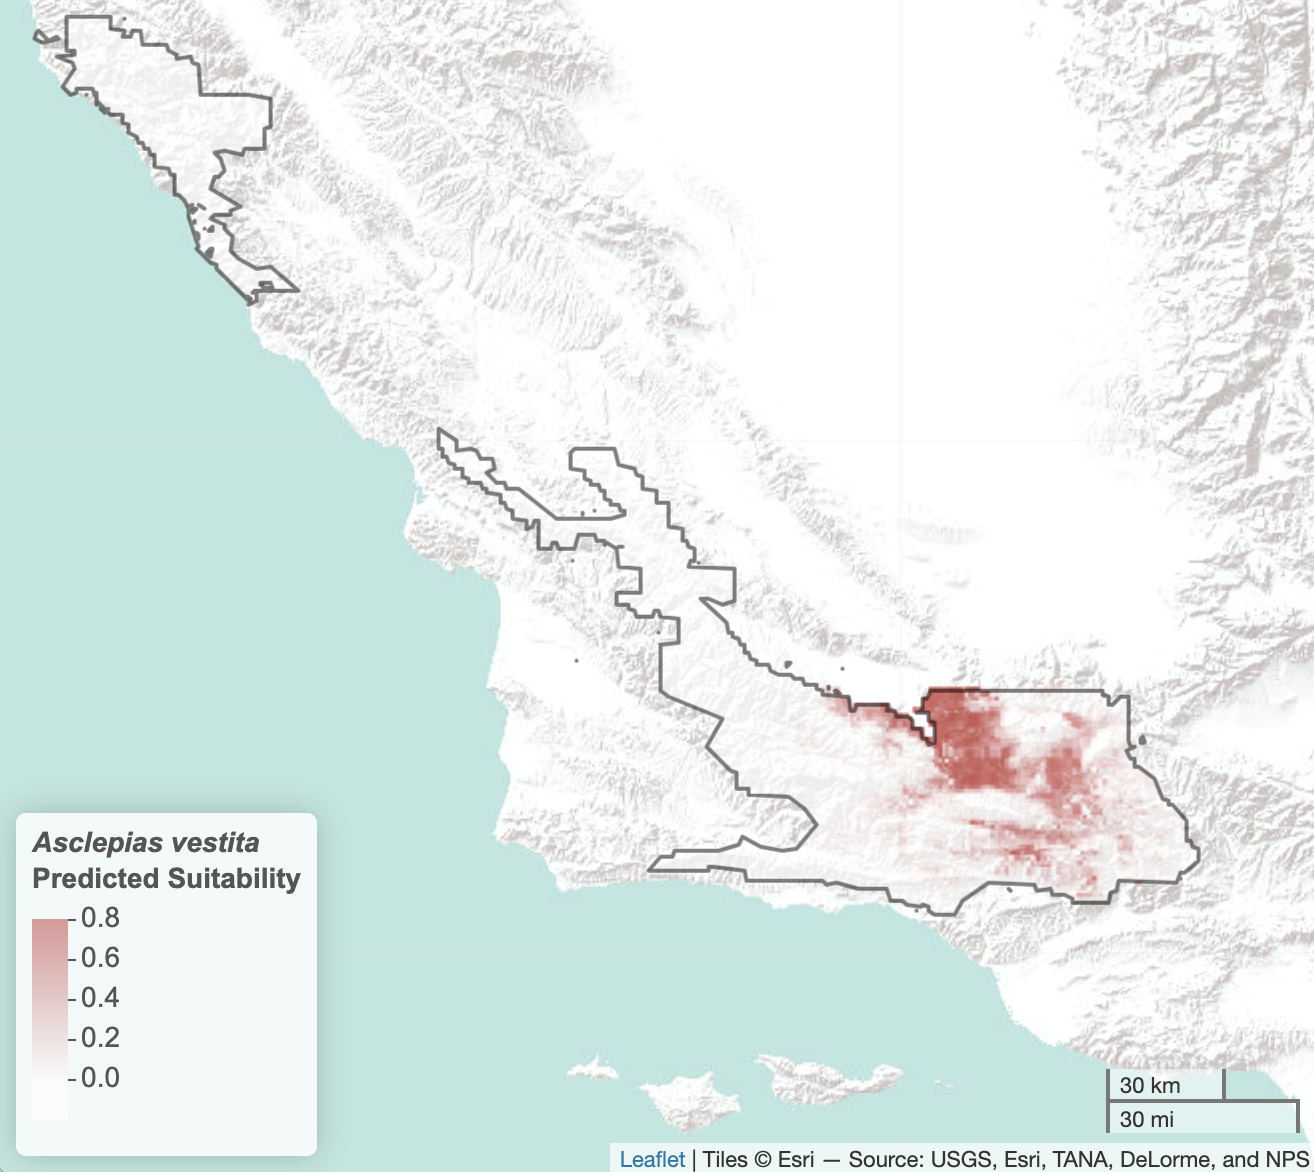 Asclepias vestita
Predicted Suitability
0.8
0.6
0.4
0.2
0.0
30 km
30 mi
Leaflet | Tiles © Esri — Source: USGS, Esri, TANA, DeLorme, and NPS